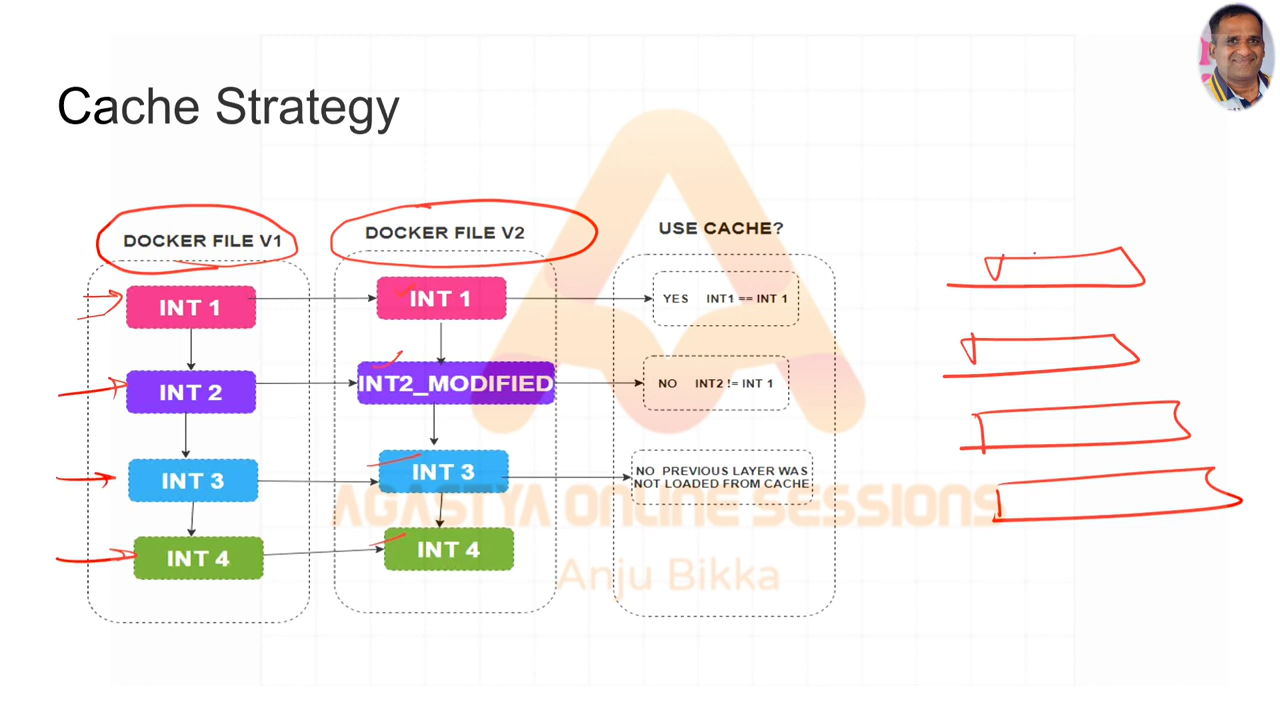 Cache Strategy
DOCKER FILE V1
DOCKER FILE V2
USE CACHE?
INT 1
INT 1
YES INT1 == INT 1
INT 2
INT2_MODIFIED
NO INT2 != INT 1
INT 3
INT 3
NO PREVIOUS LAYER WAS
NOT LOADED FROM CACHE
INT 4
INT 4
AGASTYA ONLINE SESSIONS
Anju Bikka